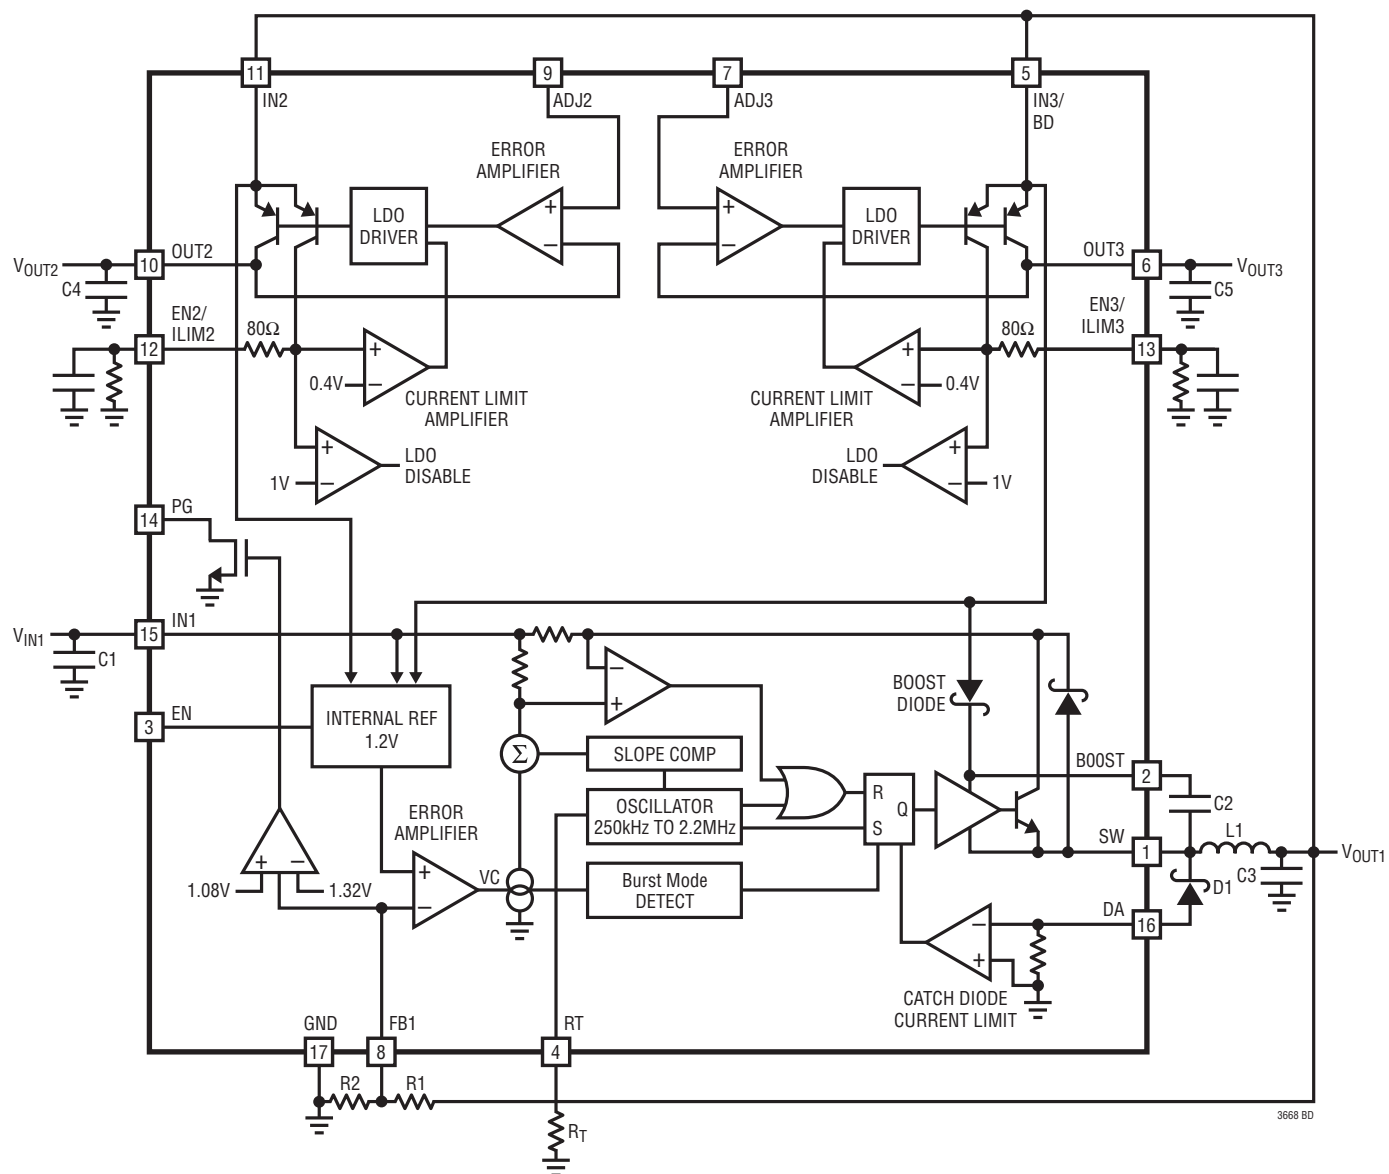 11
9
7
5
IN2
ADJ2
ADJ3
IN3/
BD
ERROR
AMPLIFIER
ERROR
AMPLIFIER
LDO
DRIVER
+
–
+
–
LDO
DRIVER
VOUT2
10
OUT2
OUT3
6
VOUT3
C4
C5
EN2/
ILIM2
EN3/
ILIM3
12
80Ω
+
–
0.4V
CURRENT LIMIT
AMPLIFIER
+
–
0.4V
CURRENT LIMIT
AMPLIFIER
80Ω
13
+
–
1V
LDO
DISABLE
LDO
DISABLE
+
–
1V
14
PG
VIN1
15
IN1
C1
3
EN
INTERNAL REF
1.2V
–
+
BOOST
DIODE
Σ
SLOPE COMP
OSCILLATOR
250kHz TO 2.2MHz
R
S
Q
BOOST
2
C2
SW
1
L1
VOUT1
C3
D1
ERROR
AMPLIFIER
+
–
1.08V
1.32V
+
–
VC
Burst Mode
DETECT
DA
16
–
+
CATCH DIODE
CURRENT LIMIT
GND
FB1
RT
17
8
4
R2
R1
RT
3668 BD